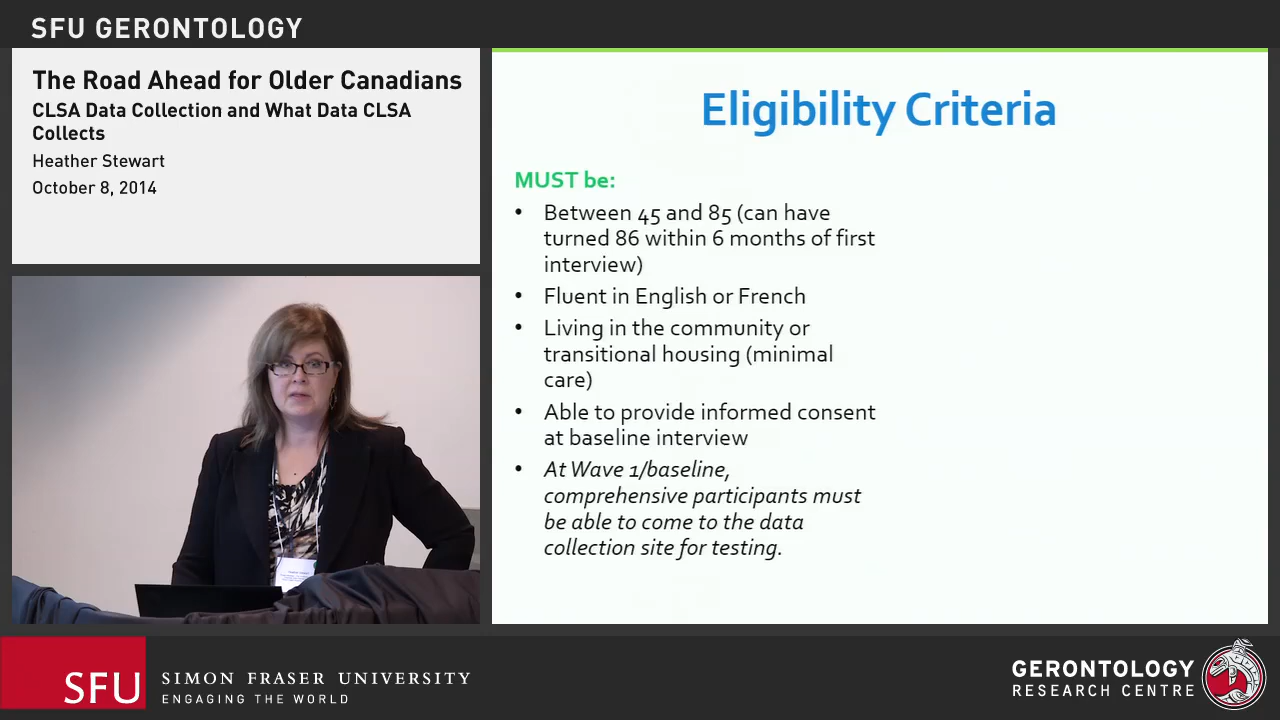 SFU GERONTOLOGY
The Road Ahead for Older Canadians
CLSA Data Collection and What Data CLSA
Collects
Heather Stewart
October 8, 2014
Eligibility Criteria
MUST be:
• Between 45 and 85 (can have
turned 86 within 6 months of first
interview)
• Fluent in English or French
• Living in the community or
transitional housing (minimal
care)
• Able to provide informed consent
at baseline interview
• At Wave 1/baseline,
comprehensive participants must
be able to come to the data
collection site for testing.
SFU
SIMON FRASER UNIVERSITY
ENGAGING THE WORLD
GERONTOLOGY
RESEARCH CENTRE